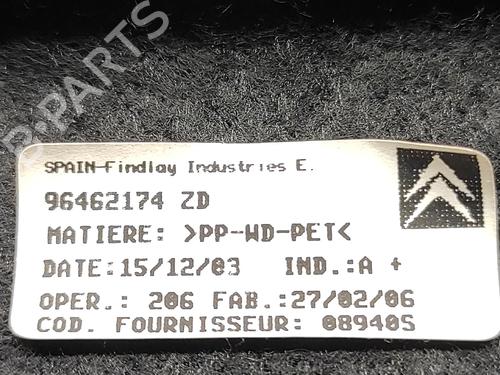 SPAIN-Findlay Industries E.
96462174 ZD
MATIERE: >PP-WD-PET<
DATE:15/12/03 IND.:A +
OPER.: 206 FAB.:27/02/06
COD. FOURNISSEUR: 08940S